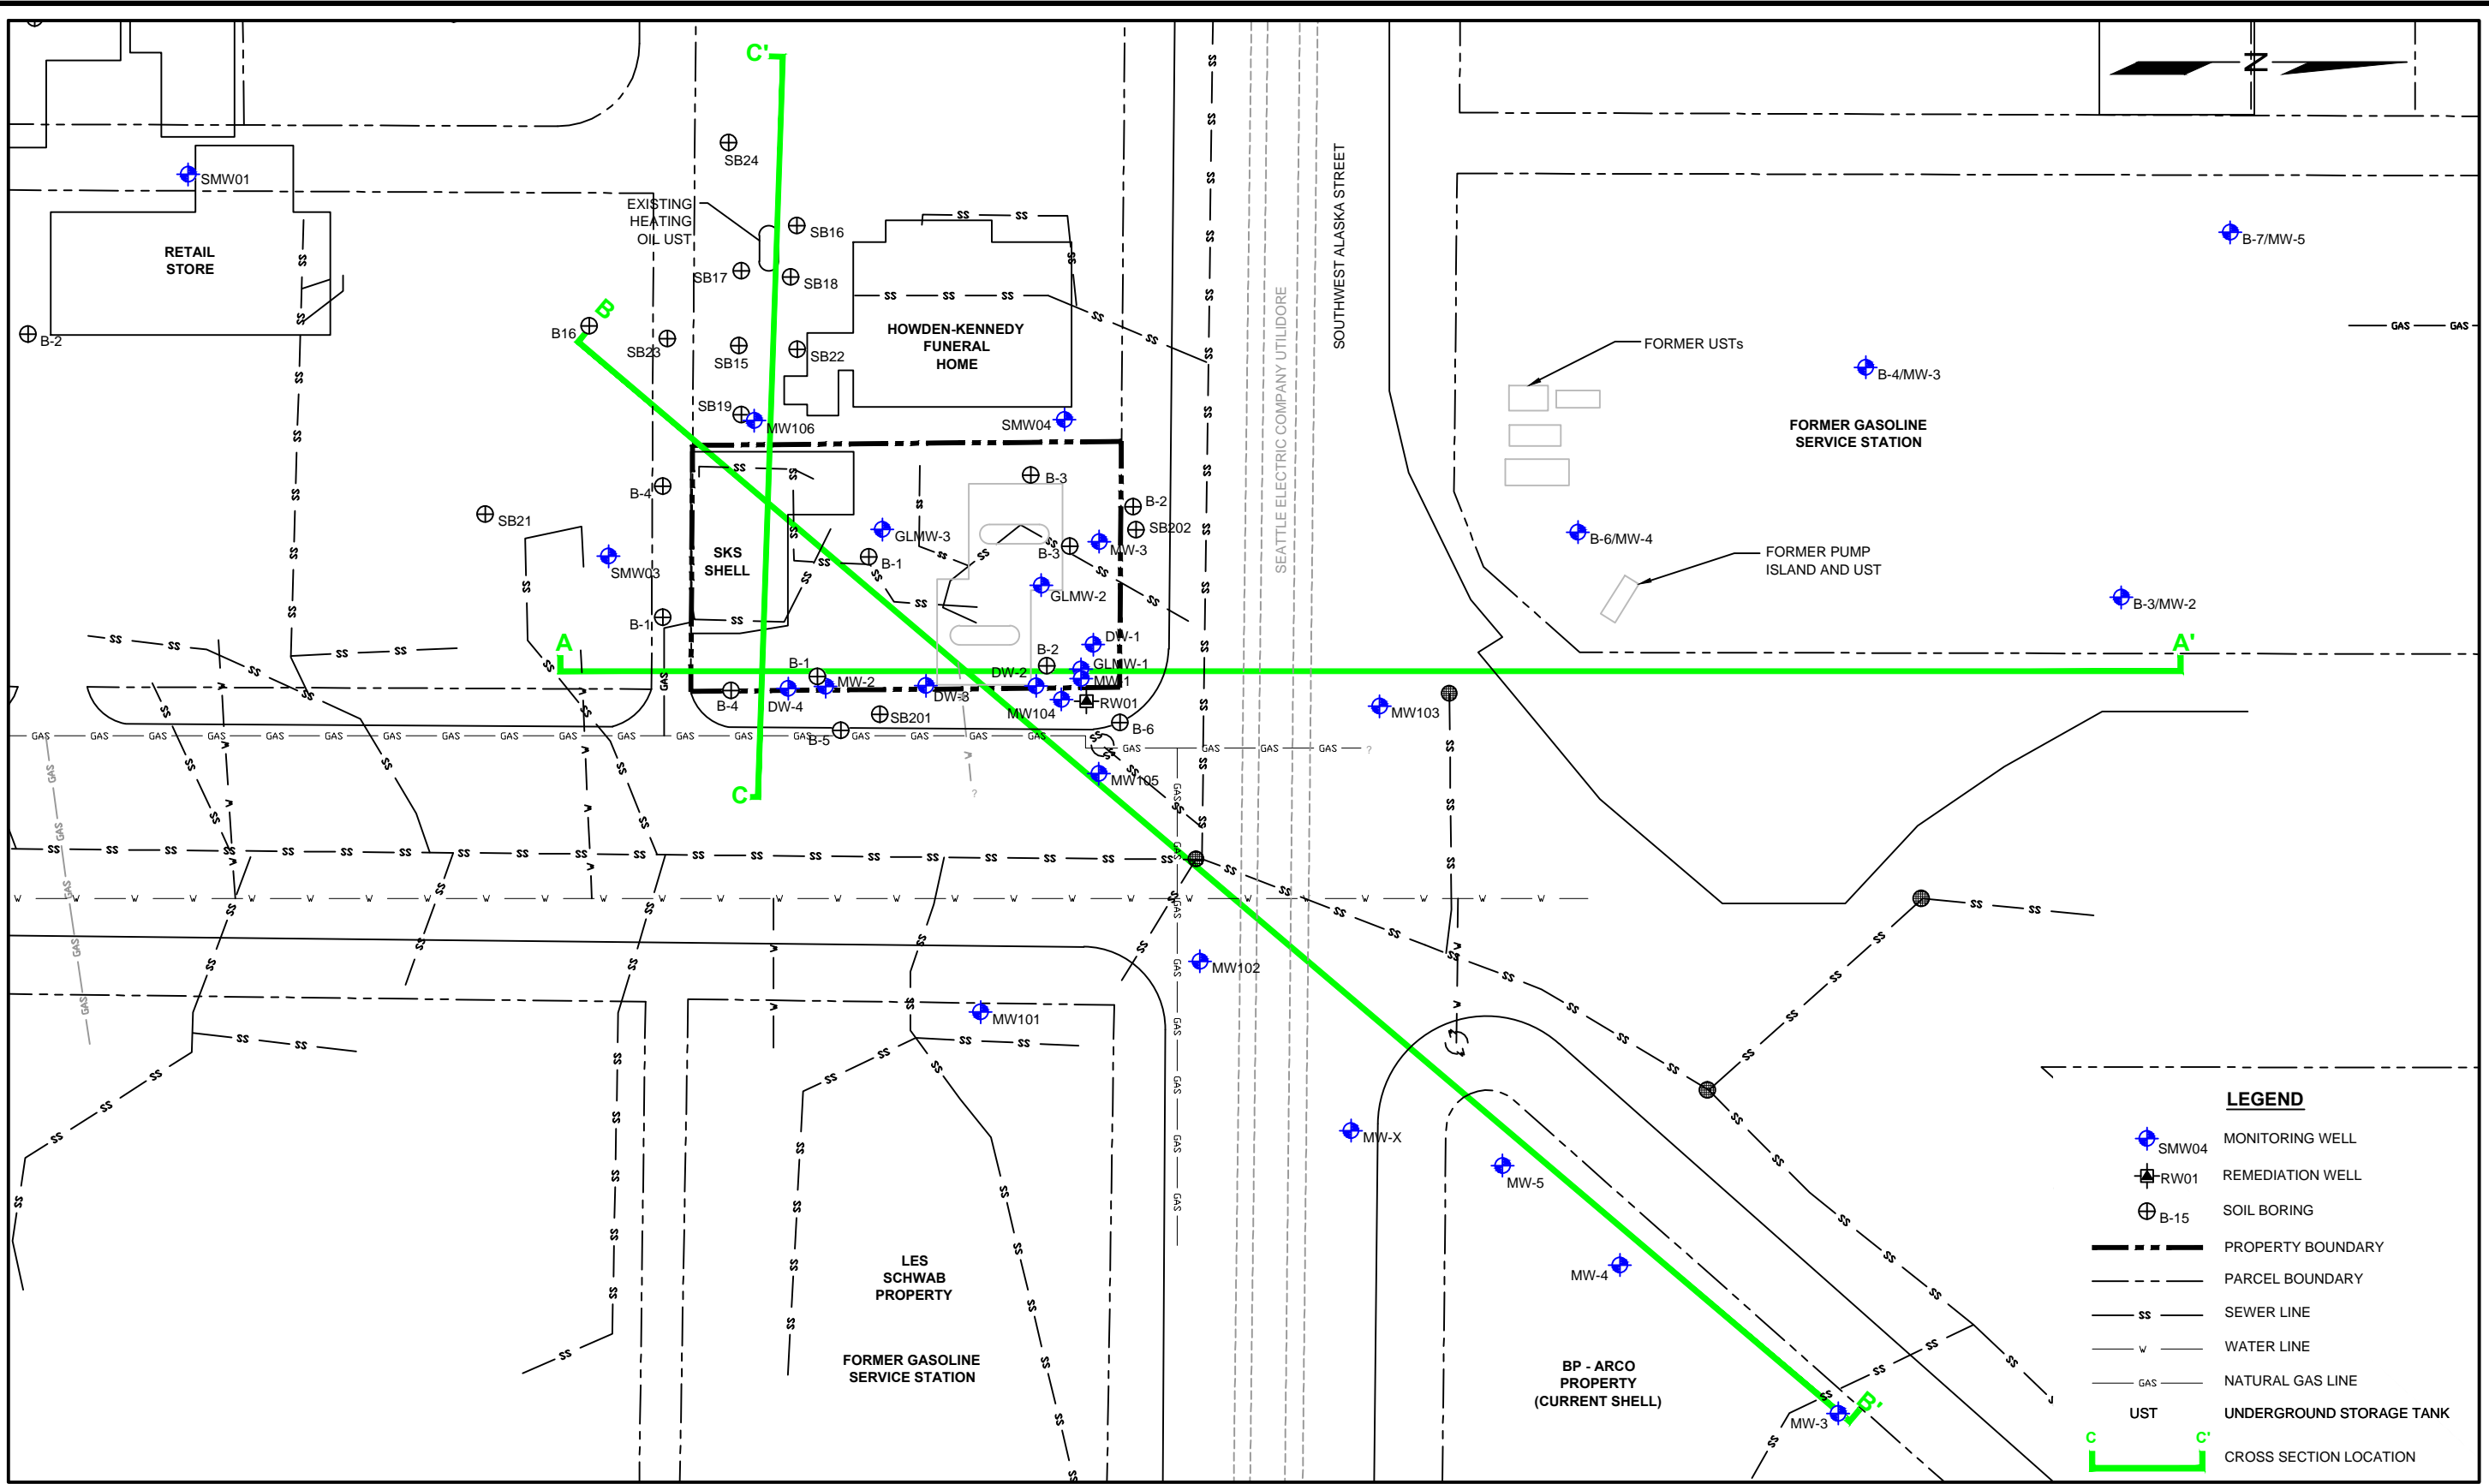 C'
N
SMW01
SB24
EXISTING
HEATING
OIL UST
SB16
RETAIL
STORE
SB17
SB18
SS
SOUTHWEST ALASKA STREET
SEATTLE ELECTRIC COMPANY UTILIDORE
B-7/MW-5
B
B16
B-2
SB23
SB15
SB22
HOWDEN-KENNEDY
FUNERAL
HOME
FORMER USTs
GAS
GAS
B-4/MW-3
SB19
MW106
SMW04
FORMER GASOLINE
SERVICE STATION
B-4
B-3
B-2
SB21
SB202
GLMW-3
B-3
MW-3
B-6/MW-4
SKS
SHELL
B-1
SMW03
GLMW-2
FORMER PUMP
ISLAND AND UST
B-3/MW-2
B-1
A
DW-1
A'
B-1
B-2
GLMW-1
DW-2
MW-2
MW-1
B-4
DW-4
DW-3
MW104
RW01
MW103
SB201
B-5
B-6
GAS
?
MW105
C
W
?
MW102
MW101
LEGEND
MW-X
SMW04
MONITORING WELL
MW-5
RW01
REMEDIATION WELL
B-15
SOIL BORING
PROPERTY BOUNDARY
LES
SCHWAB
PROPERTY
MW-4
PARCEL BOUNDARY
SS
SEWER LINE
W
WATER LINE
FORMER GASOLINE
SERVICE STATION
BP - ARCO
PROPERTY
(CURRENT SHELL)
GAS
NATURAL GAS LINE
B'
MW-3
UST
UNDERGROUND STORAGE TANK
C
C'
CROSS SECTION LOCATION